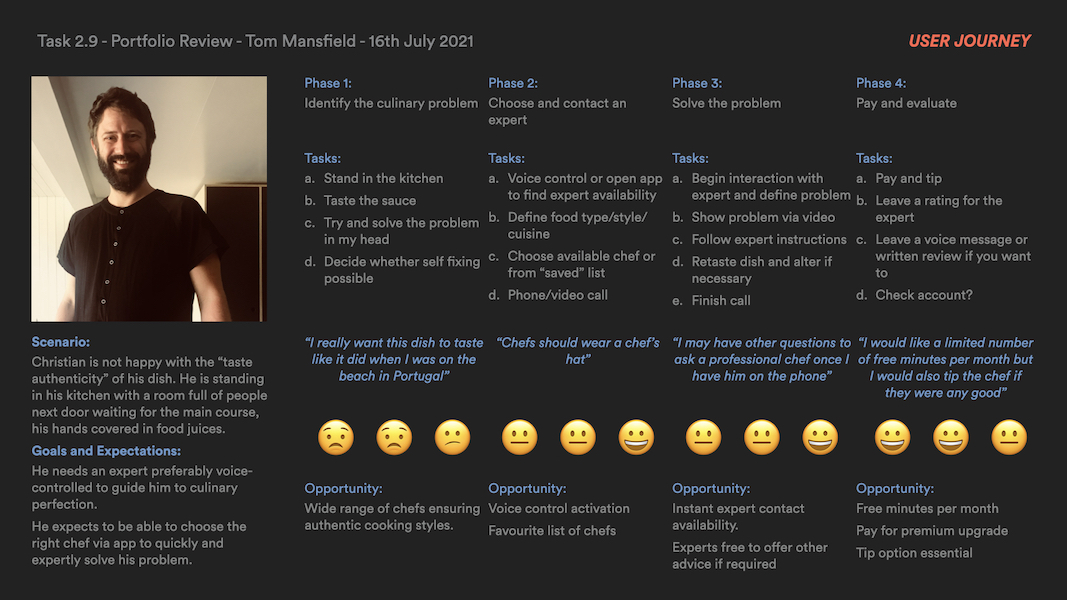 Task 2.9 - Portfolio Review - Tom Mansfield - 16th July 2021
USER JOURNEY
Scenario:
Christian is not happy with the “taste
authenticity” of his dish. He is standing
in his kitchen with a room full of people
next door waiting for the main course,
his hands covered in food juices.
Goals and Expectations:
He needs an expert preferably voice-
controlled to guide him to culinary
perfection.
He expects to be able to choose the
right chef via app to quickly and
expertly solve his problem.
Phase 1:
Identify the culinary problem
Tasks:
a. Stand in the kitchen
b. Taste the sauce
c. Try and solve the problem
in my head
d. Decide whether self fixing
possible
“I really want this dish to taste
like it did when I was on the
beach in Portugal”
Opportunity:
Wide range of chefs ensuring
authentic cooking styles.
Phase 2:
Choose and contact an
expert
Tasks:
a. Voice control or open app
to find expert availability
b. Define food type/style/
cuisine
c. Choose available chef or
from “saved” list
d. Phone/video call
“Chefs should wear a chef’s
hat”
Opportunity:
Voice control activation
Favourite list of chefs
Phase 3:
Solve the problem
Tasks:
a. Begin interaction with
expert and define problem
b. Show problem via video
c. Follow expert instructions
d. Retaste dish and alter if
necessary
e. Finish call
“I may have other questions to
ask a professional chef once I
have him on the phone”
Opportunity:
Instant expert contact
availability.
Experts free to offer other
advice if required
Phase 4:
Pay and evaluate
Tasks:
a. Pay and tip
b. Leave a rating for the
expert
c. Leave a voice message or
written review if you want
to
d. Check account?
“I would like a limited number
of free minutes per month but
I would also tip the chef if
they were any good”
Opportunity:
Free minutes per month
Pay for premium upgrade
Tip option essential